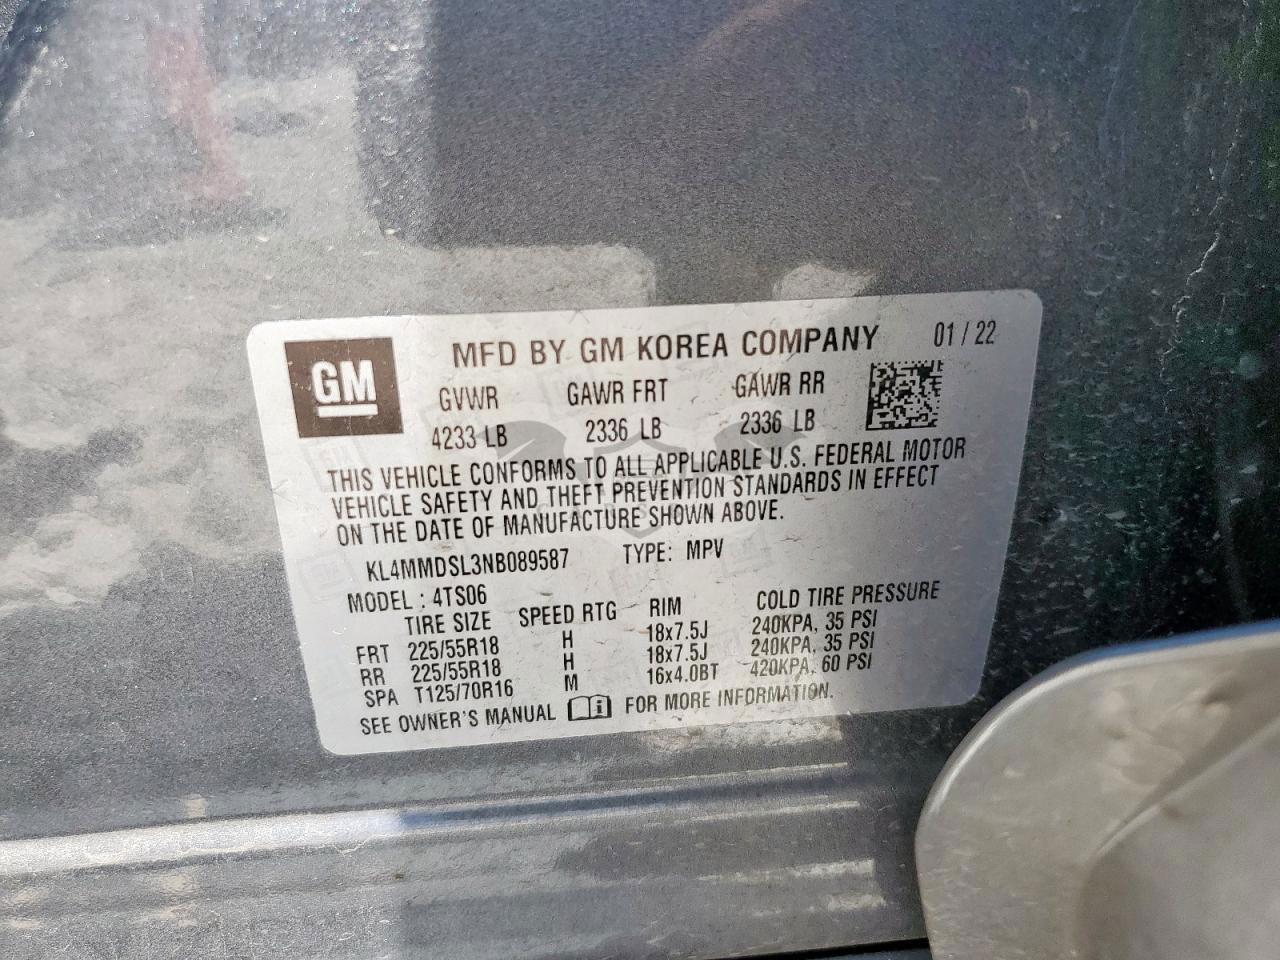 GM
MFD BY GM KOREA COMPANY 01 / 22
GVWR GAWR FRT GAWR RR
4233 LB 2336 LB 2336 LB
THIS VEHICLE CONFORMS TO ALL APPLICABLE U.S. FEDERAL MOTOR
VEHICLE SAFETY AND THEFT PREVENTION STANDARDS IN EFFECT
ON THE DATE OF MANUFACTURE SHOWN ABOVE.
KL4MMDSL3NB089587 TYPE: MPV
MODEL : 4TS06
TIRE SIZE SPEED RTG RIM COLD TIRE PRESSURE
FRT 225/55R18 H 18x7.5J 240KPA, 35 PSI
RR 225/55R18 H 18x7.5J 240KPA, 35 PSI
SPA T125/70R16 M 16x4.0BT 420KPA, 60 PSI
SEE OWNER'S MANUAL i FOR MORE INFORMATION.